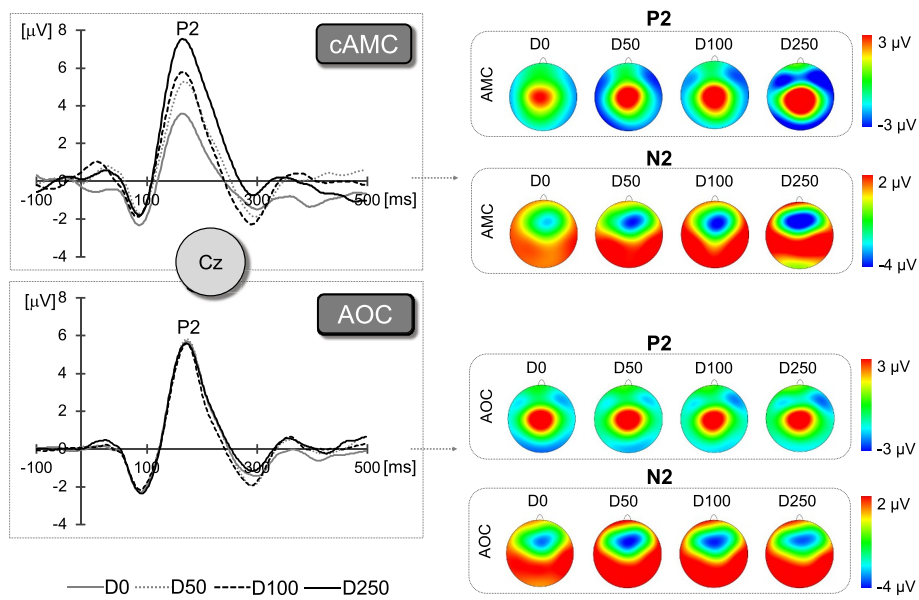 [µV]
8
6
4
2
0
-2
-4
P2
cAMC
-100
100
300
500
[ms]
Cz
[µV]
8
6
4
2
0
-2
-4
P2
AOC
-100
100
300
500
[ms]
D0 D50 D100 D250
P2
AMC
D0 D50 D100 D250
3 µV
-3 µV
N2
AMC
D0 D50 D100 D250
2 µV
-4 µV
P2
AOC
D0 D50 D100 D250
3 µV
-3 µV
N2
AOC
D0 D50 D100 D250
2 µV
-4 µV